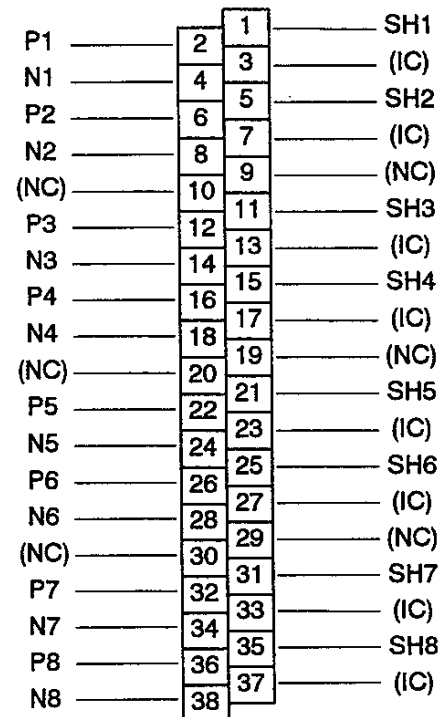 1 SH1
P1 2
3 (IC)
N1 4
5 SH2
P2 6
7 (IC)
N2 8
9 (NC)
(NC) 10
11 SH3
P3 12
13 (IC)
N3 14
15 SH4
P4 16
17 (IC)
N4 18
19 (NC)
(NC) 20
21 SH5
P5 22
23 (IC)
N5 24
25 SH6
P6 26
27 (IC)
N6 28
29 (NC)
(NC) 30
31 SH7
P7 32
33 (IC)
N7 34
35 SH8
P8 36
37 (IC)
N8 38